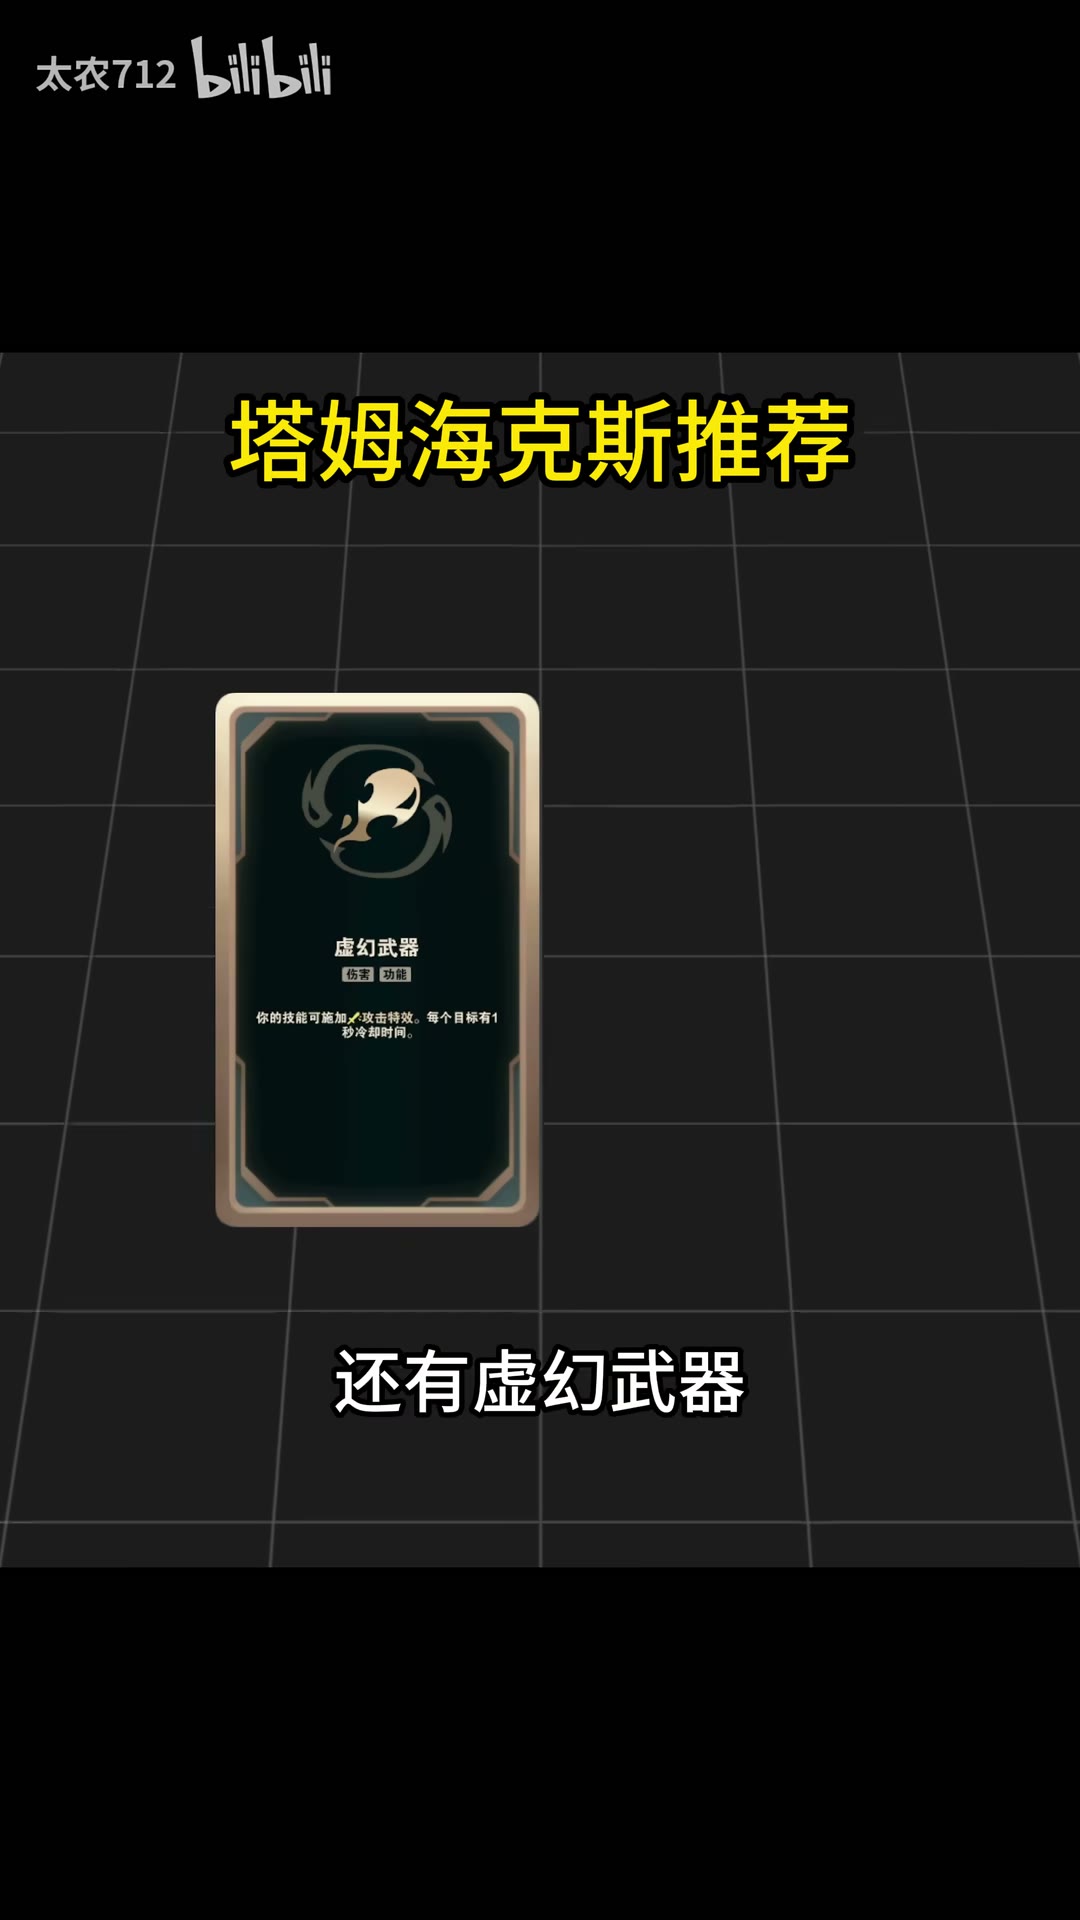 太农712 bilibili
塔姆海克斯推荐
虚幻武器
伤害 功能
你的技能可施加攻击特效。每个目标有1
秒冷却时间。
还有虚幻武器